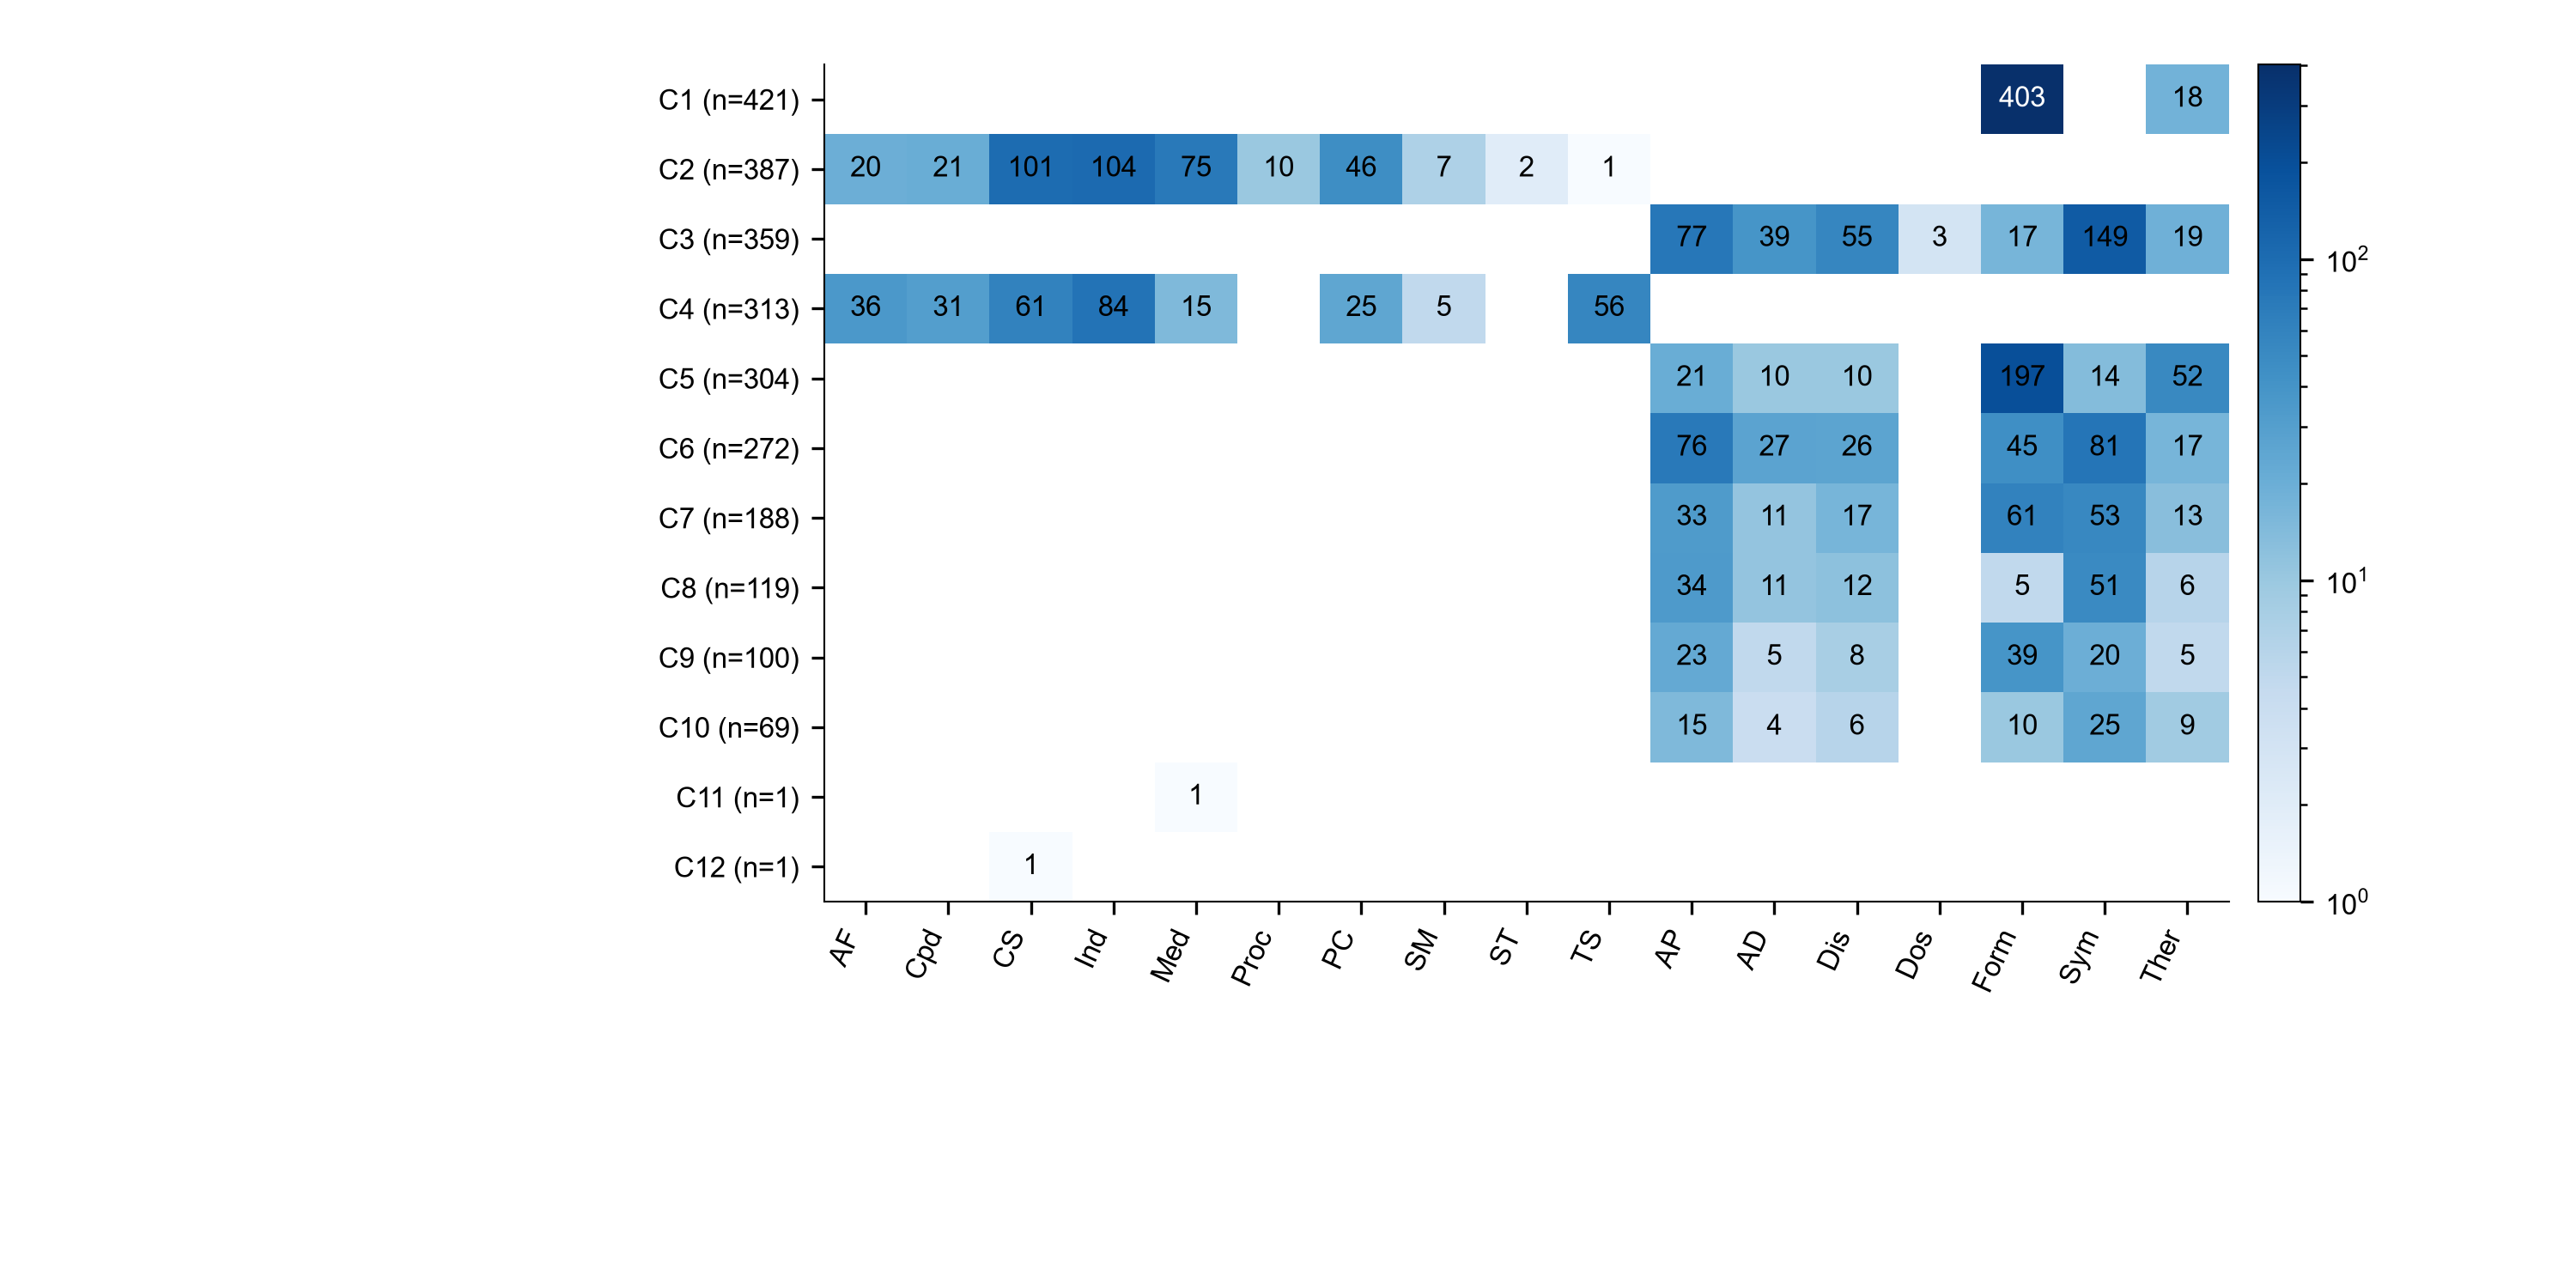 C1 (n=421) 403 18
C2 (n=387) 20 21 101 104 75 10 46 7 2 1
C3 (n=359) 77 39 55 3 17 149 19
C4 (n=313) 36 31 61 84 15 25 5 56
C5 (n=304) 21 10 10 197 14 52
C6 (n=272) 76 27 26 45 81 17
C7 (n=188) 33 11 17 61 53 13
C8 (n=119) 34 11 12 5 51 6
C9 (n=100) 23 5 8 39 20 5
C10 (n=69) 15 4 6 10 25 9
C11 (n=1) 1
C12 (n=1) 1
AF Cpd CS Ind Med Proc PC SM ST TS AP AD Dis Dos Form Sym Ther
10²
10¹
10⁰